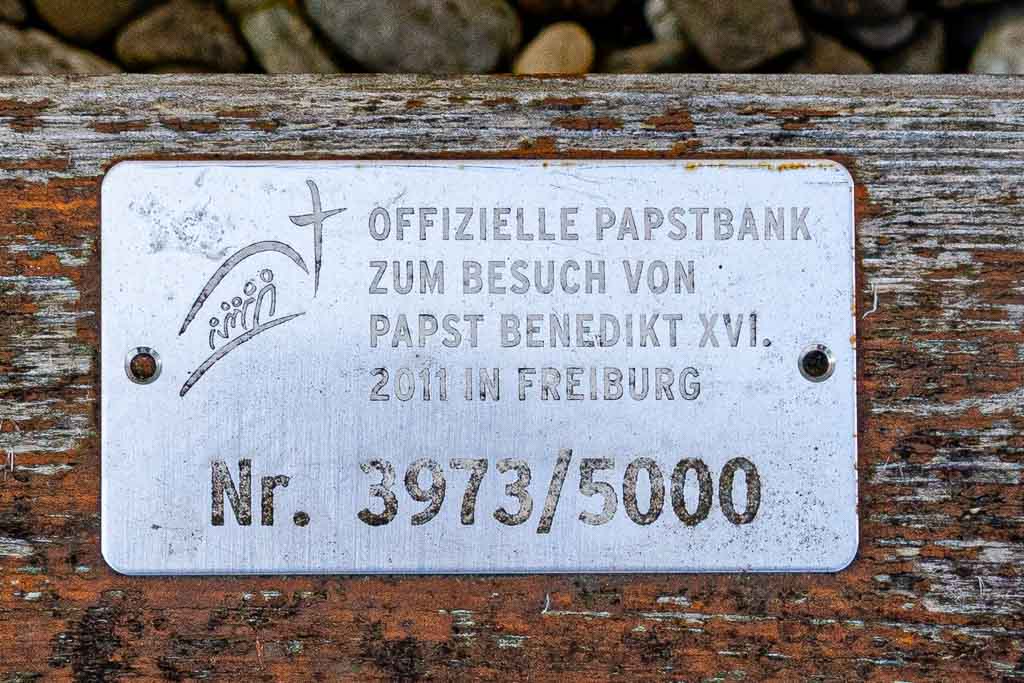 OFFIZIELLE PAPSTBANK
ZUM BESUCH VON
PAPST BENEDIKT XVI.
2011 IN FREIBURG
Nr. 3973/5000